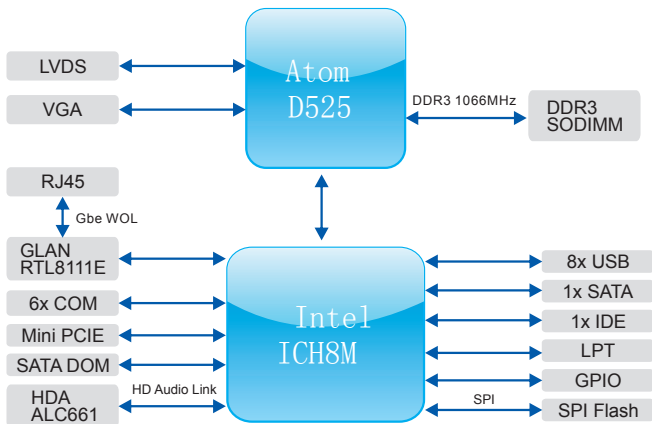 LVDS
VGA
Atom
D525
DDR3 1066MHz
DDR3
SODIMM
RJ45
Gbe WOL
GLAN
RTL8111E
6x COM
Mini PCIE
SATA DOM
HD Audio Link
HDA
ALC661
Intel
ICH8M
8x USB
1x SATA
1x IDE
LPT
GPIO
SPI
SPI Flash